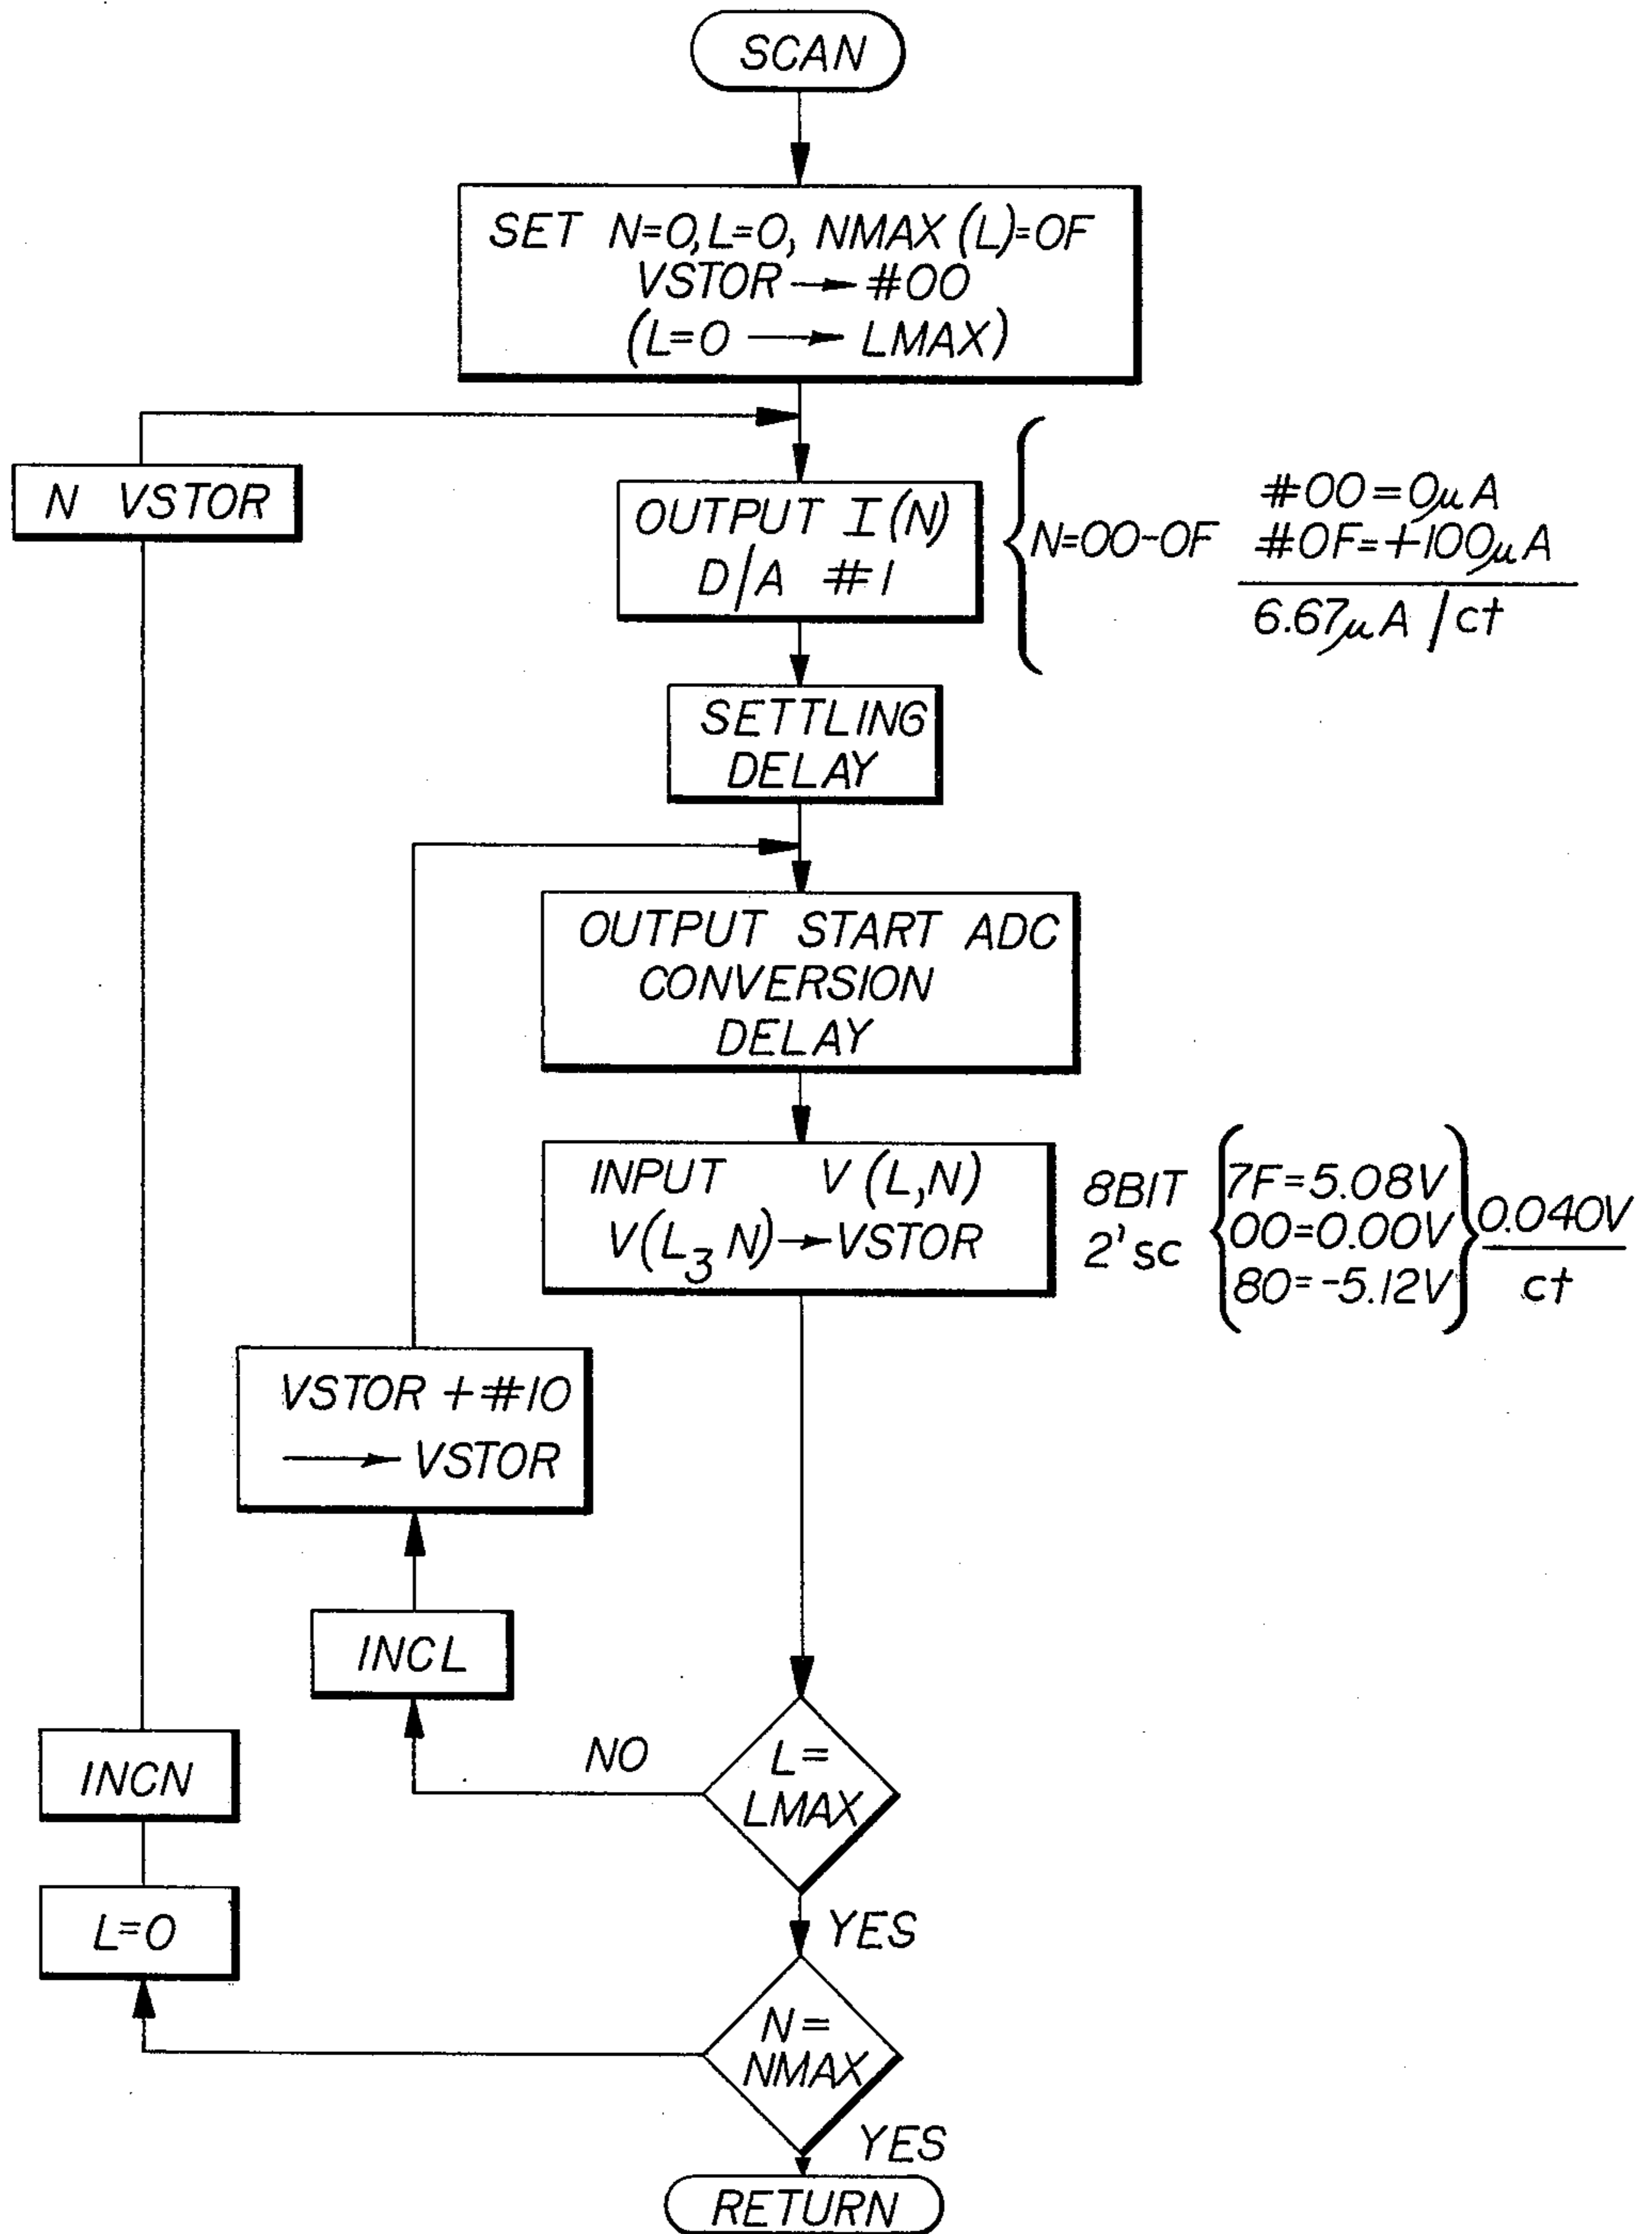 SCAN
SET N=0, L=0, NMAX (L)=0F
VSTOR → #00
(L=0 → LMAX)
N VSTOR
OUTPUT I(N)
D/A #1
N=00-0F
#00=0μA
#0F=+100μA
6.67μA /ct
SETTLING
DELAY
OUTPUT START ADC
CONVERSION
DELAY
INPUT V(L,N)
V(L₃ N)→VSTOR
8BIT
2'sc
7F=5.08V
00=0.00V
80=-5.12V
0.040V
ct
VSTOR +#10
→ VSTOR
INCL
NO
L=
LMAX
INCN
YES
L=0
N=
NMAX
YES
RETURN